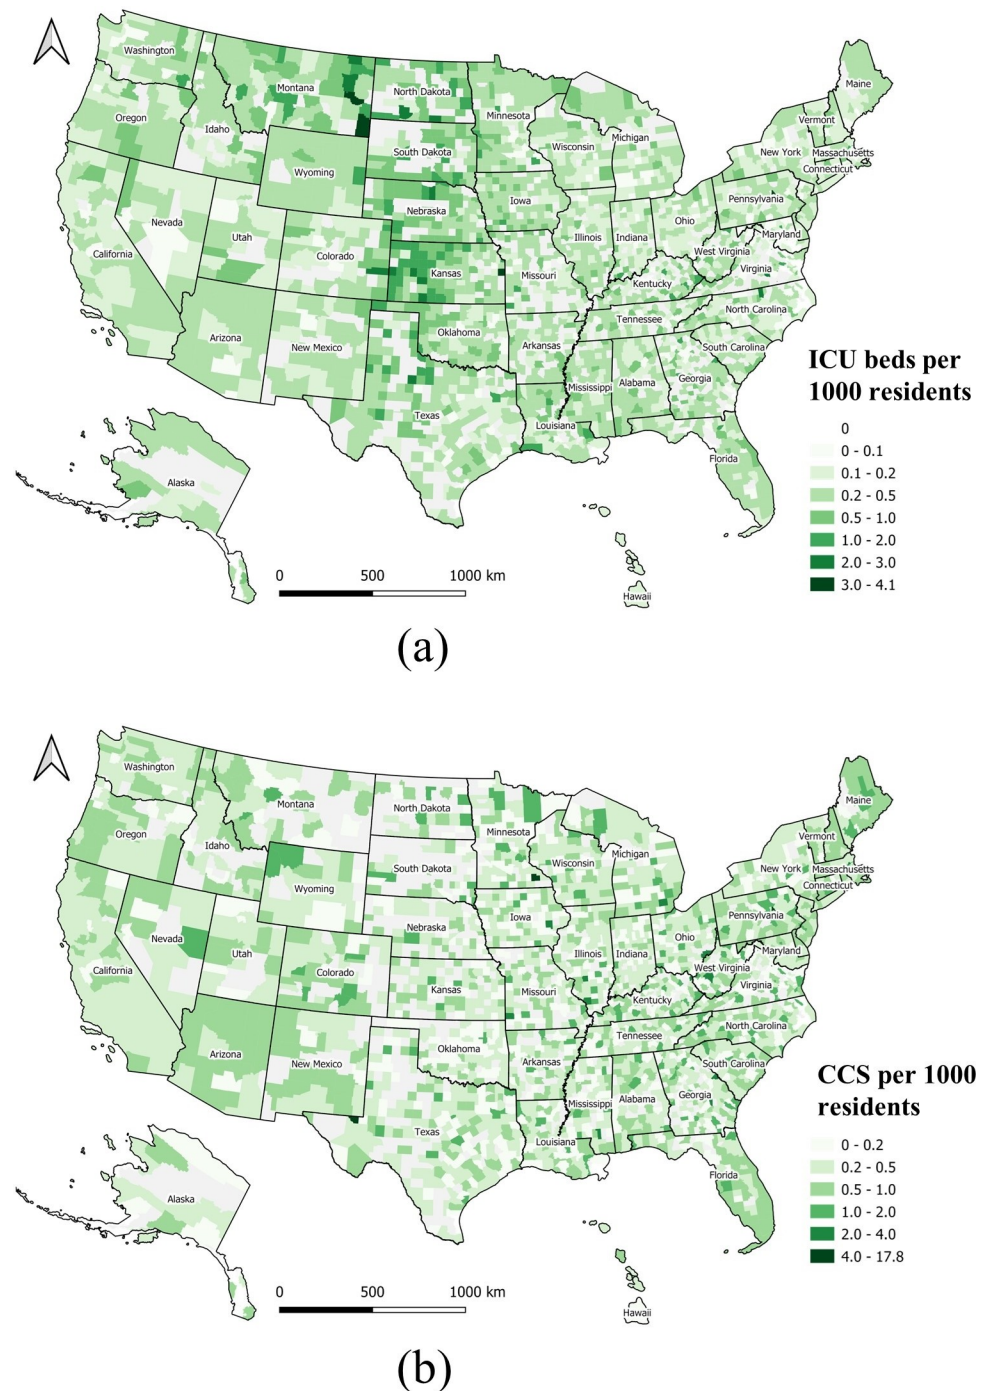 Washington
Montana
North Dakota
Minnesota
Maine
Oregon
Idaho
South Dakota
Wisconsin
Michigan
Vermont
New York
Massachusetts
Connecticut
Wyoming
Nebraska
Iowa
Pennsylvania
Nevada
Utah
Colorado
Kansas
Illinois
Indiana
Ohio
Maryland
West Virginia
Virginia
California
Missouri
Kentucky
Arizona
New Mexico
Oklahoma
Arkansas
Tennessee
North Carolina
South Carolina
Mississippi
Alabama
Georgia
Texas
Louisiana
Florida
Alaska
Hawaii
ICU beds per
1000 residents
0
0 - 0.1
0.1 - 0.2
0.2 - 0.5
0.5 - 1.0
1.0 - 2.0
2.0 - 3.0
3.0 - 4.1
0 500 1000 km
(a)
Washington
Montana
North Dakota
Minnesota
Maine
Oregon
Idaho
South Dakota
Wisconsin
Michigan
Vermont
New York
Massachusetts
Connecticut
Wyoming
Nebraska
Iowa
Pennsylvania
Nevada
Utah
Colorado
Kansas
Illinois
Indiana
Ohio
Maryland
West Virginia
Virginia
California
Missouri
Kentucky
Arizona
New Mexico
Oklahoma
Arkansas
Tennessee
North Carolina
South Carolina
Mississippi
Alabama
Georgia
Texas
Louisiana
Florida
Alaska
Hawaii
CCS per 1000
residents
0 - 0.2
0.2 - 0.5
0.5 - 1.0
1.0 - 2.0
2.0 - 4.0
4.0 - 17.8
0 500 1000 km
(b)